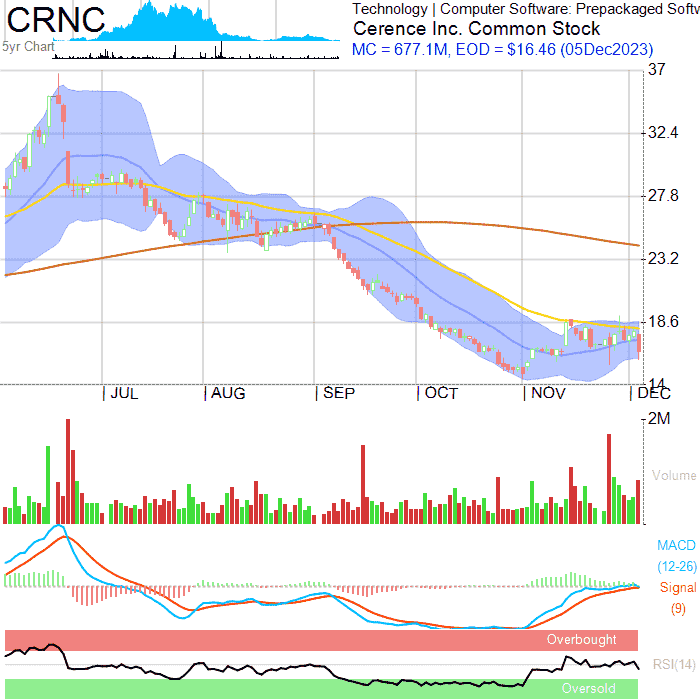 CRNC
5yr Chart
Technology | Computer Software: Prepackaged Softw
Cerence Inc. Common Stock
MC = 677.1M, EOD = $16.46 (05Dec2023)
37
32.4
27.8
23.2
18.6
14
JUL AUG SEP OCT NOV DEC
2M
Volume
MACD
(12-26)
Signal
(9)
Overbought
RSI(14)
Oversold